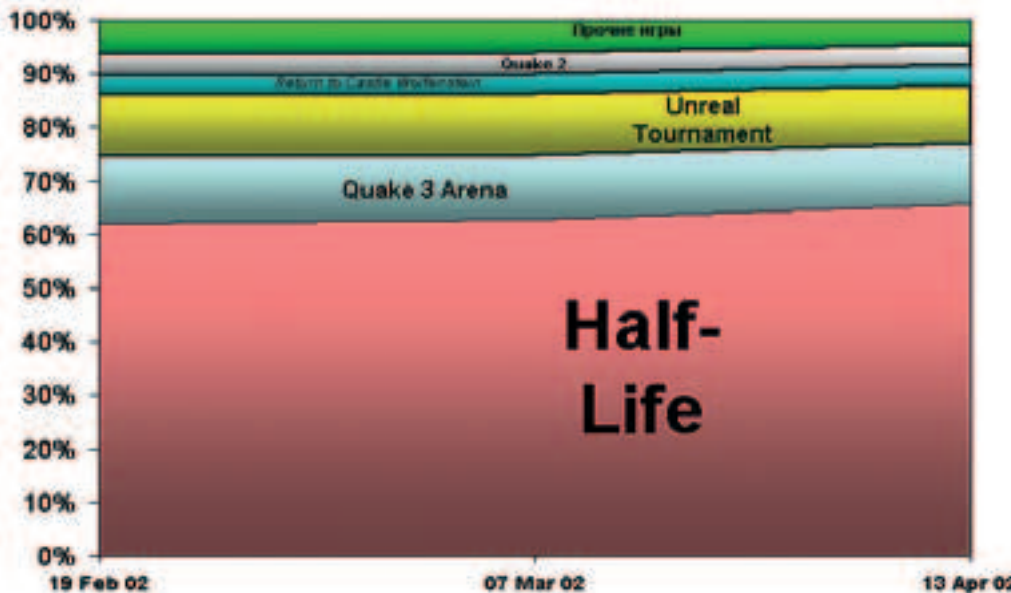 100%
90%
80%
70%
60%
50%
40%
30%
20%
10%
0%
Прочие игры
Quake 2
Return to Castle Wolfenstein
Unreal
Tournament
Quake 3 Arena
Half-
Life
19 Feb 02
07 Mar 02
13 Apr 02